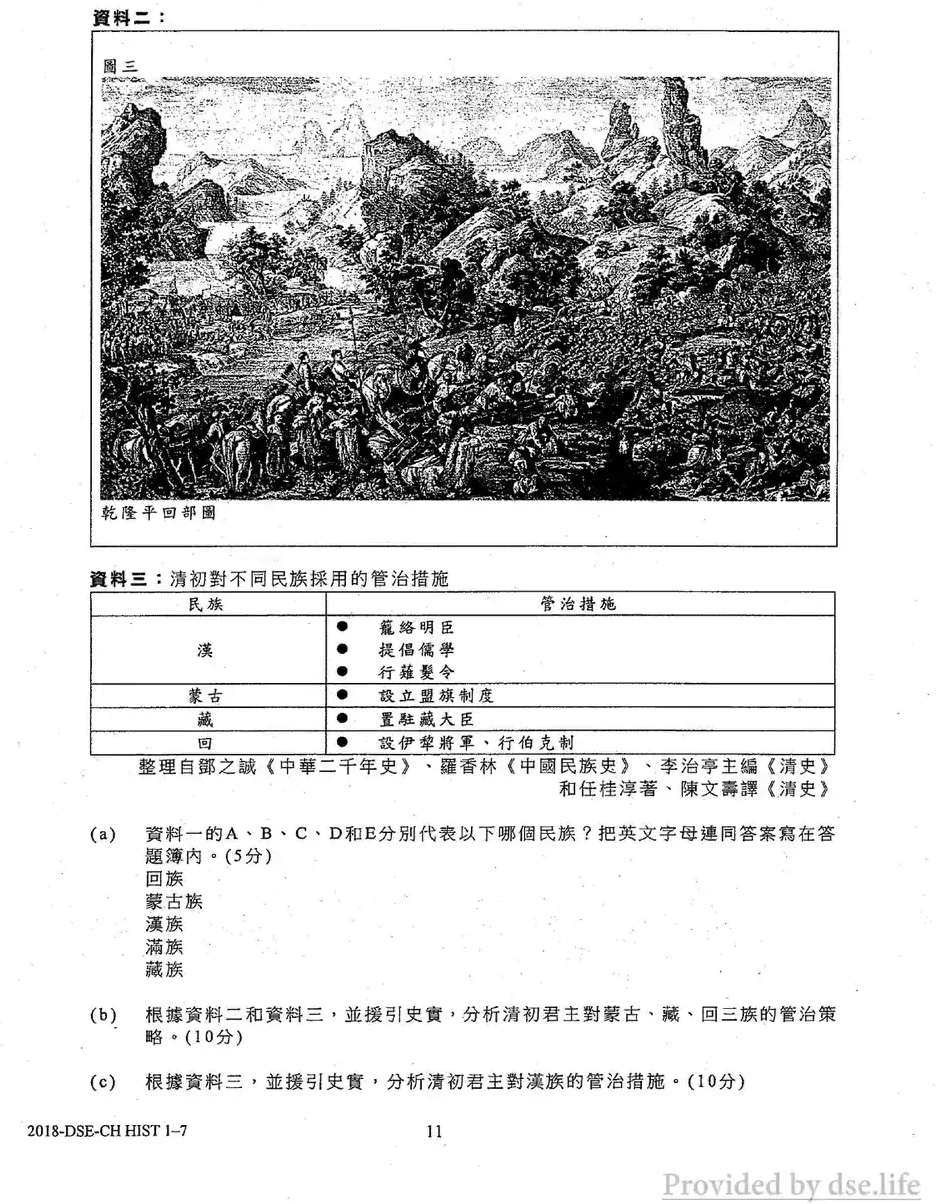 資料二：
圖三
乾隆平回部圖
資料三：清初對不同民族採用的管治措施
民族 管治措施
漢 ● 籠絡明臣
● 提倡儒學
● 行薙髮令
蒙古 ● 設立盟旗制度
藏 ● 置駐藏大臣
回 ● 設伊犂將軍、行伯克制
整理自鄧之誠《中華二千年史》、羅香林《中國民族史》、李治亭主編《清史》
和任桂淳著、陳文壽譯《清史》
(a) 資料一的A、B、C、D和E分別代表以下哪個民族？把英文字母連同答案寫在答
題簿內。(5分)
回族
蒙古族
漢族
滿族
藏族
(b) 根據資料二和資料三，並援引史實，分析清初君主對蒙古、藏、回三族的管治策
略。(10分)
(c) 根據資料三，並援引史實，分析清初君主對漢族的管治措施。(10分)
2018-DSE-CH HIST 1–7
11
Provided by dse.life